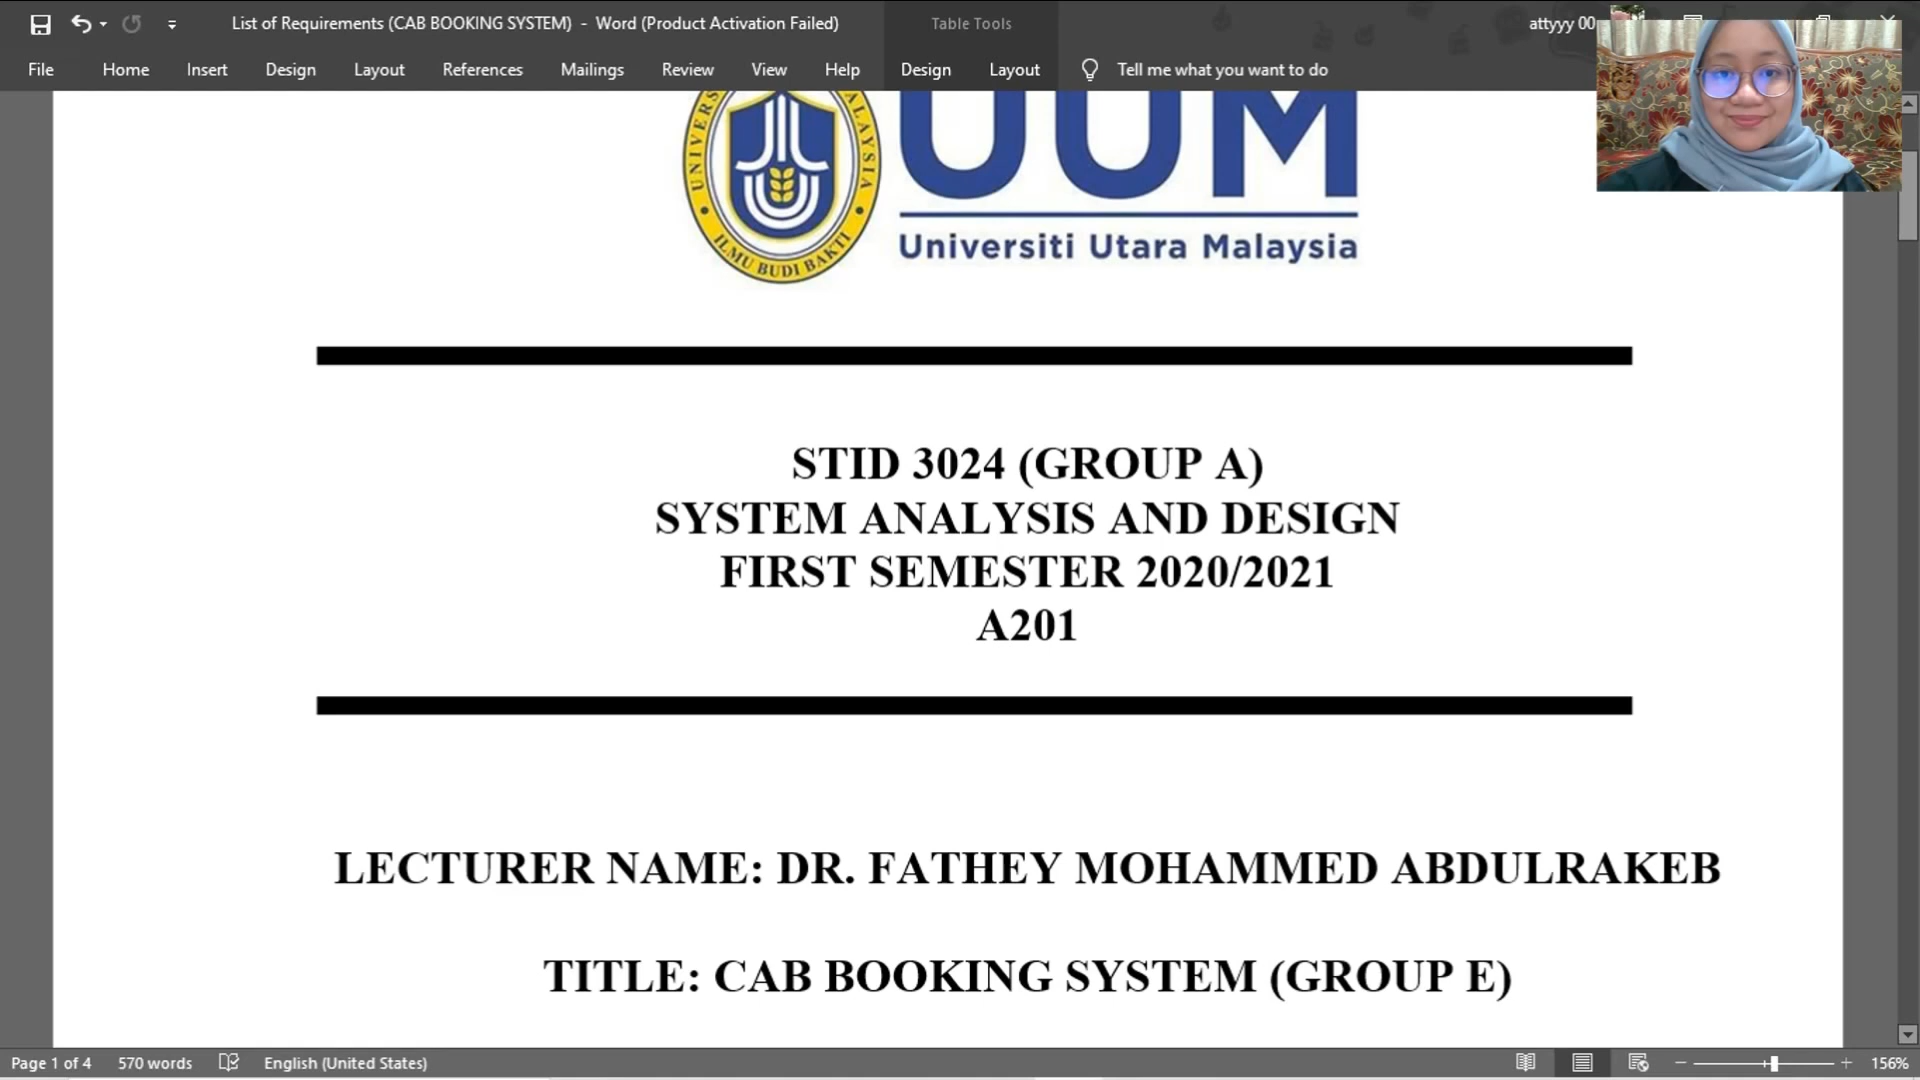 List of Requirements (CAB BOOKING SYSTEM) - Word (Product Activation Failed)
Table Tools
attyyy 00
File Home Insert Design Layout References Mailings Review View Help Design Layout Tell me what you want to do
UUM
Universiti Utara Malaysia
ILMU BUDI BAKTI
STID 3024 (GROUP A)
SYSTEM ANALYSIS AND DESIGN
FIRST SEMESTER 2020/2021
A201
LECTURER NAME: DR. FATHEY MOHAMMED ABDULRAKEB
TITLE: CAB BOOKING SYSTEM (GROUP E)
Page 1 of 4 570 words English (United States) 156%